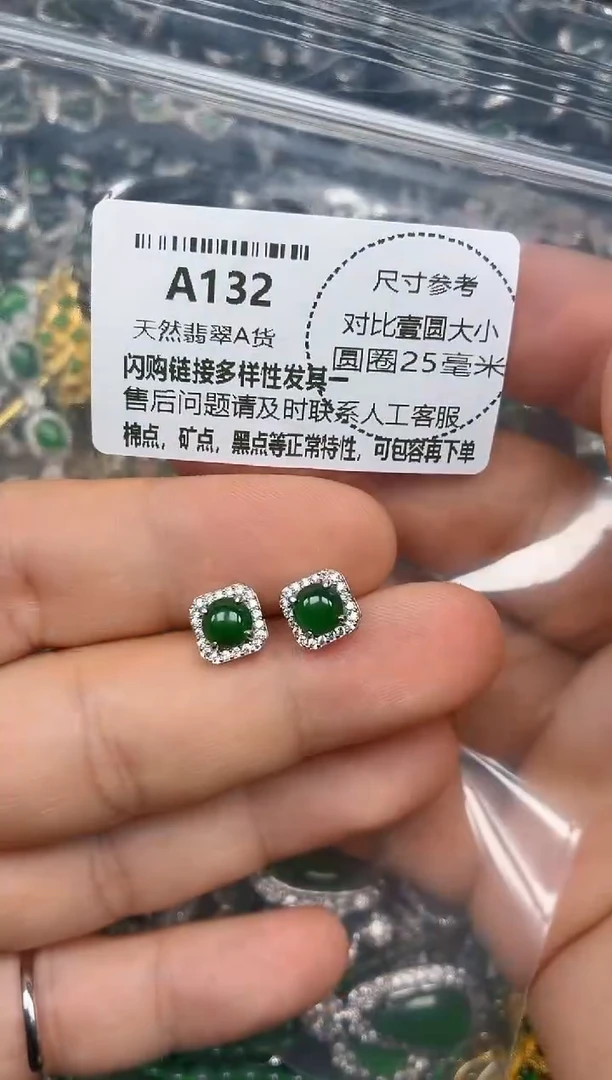 A132
天然翡翠A货
闪购链接多样性发其一
售后问题请及时联系人工客服
棉点，矿点，黑点等正常特性，可包容再下单
尺寸参考
对比壹圆大小
圆圈25毫米